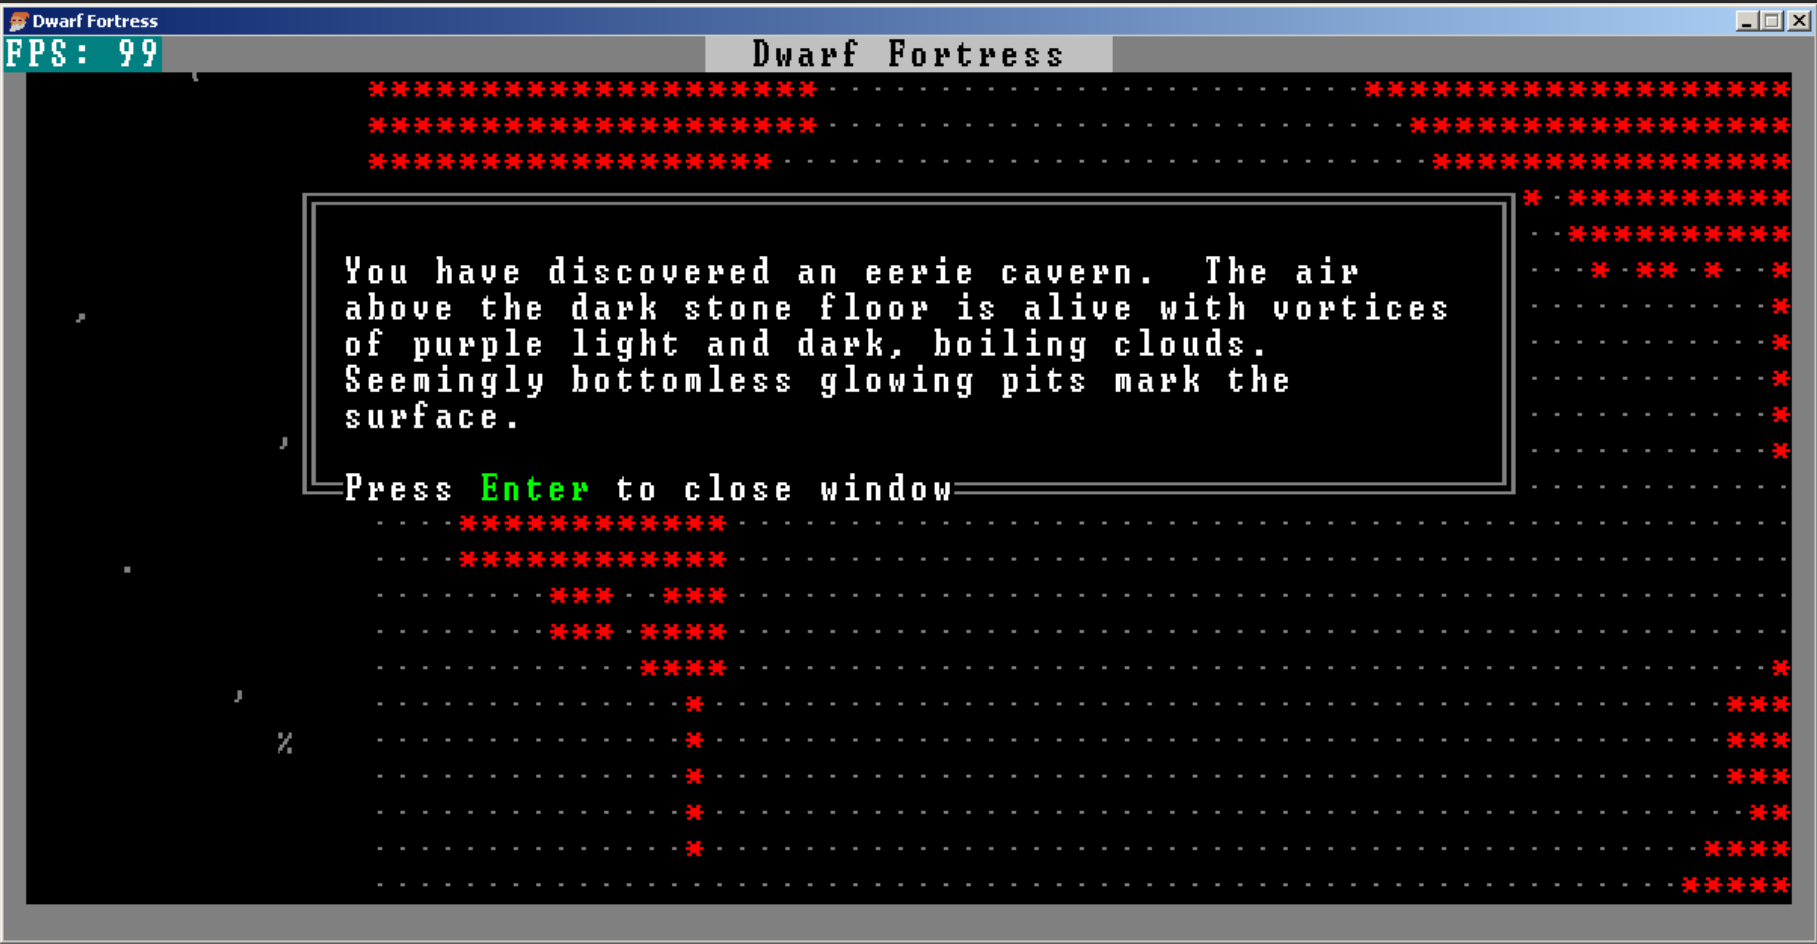 Dwarf Fortress
FPS: 99
Dwarf Fortress
You have discovered an eerie cavern. The air
above the dark stone floor is alive with vortices
of purple light and dark, boiling clouds.
Seemingly bottomless glowing pits mark the
surface.
Press Enter to close window